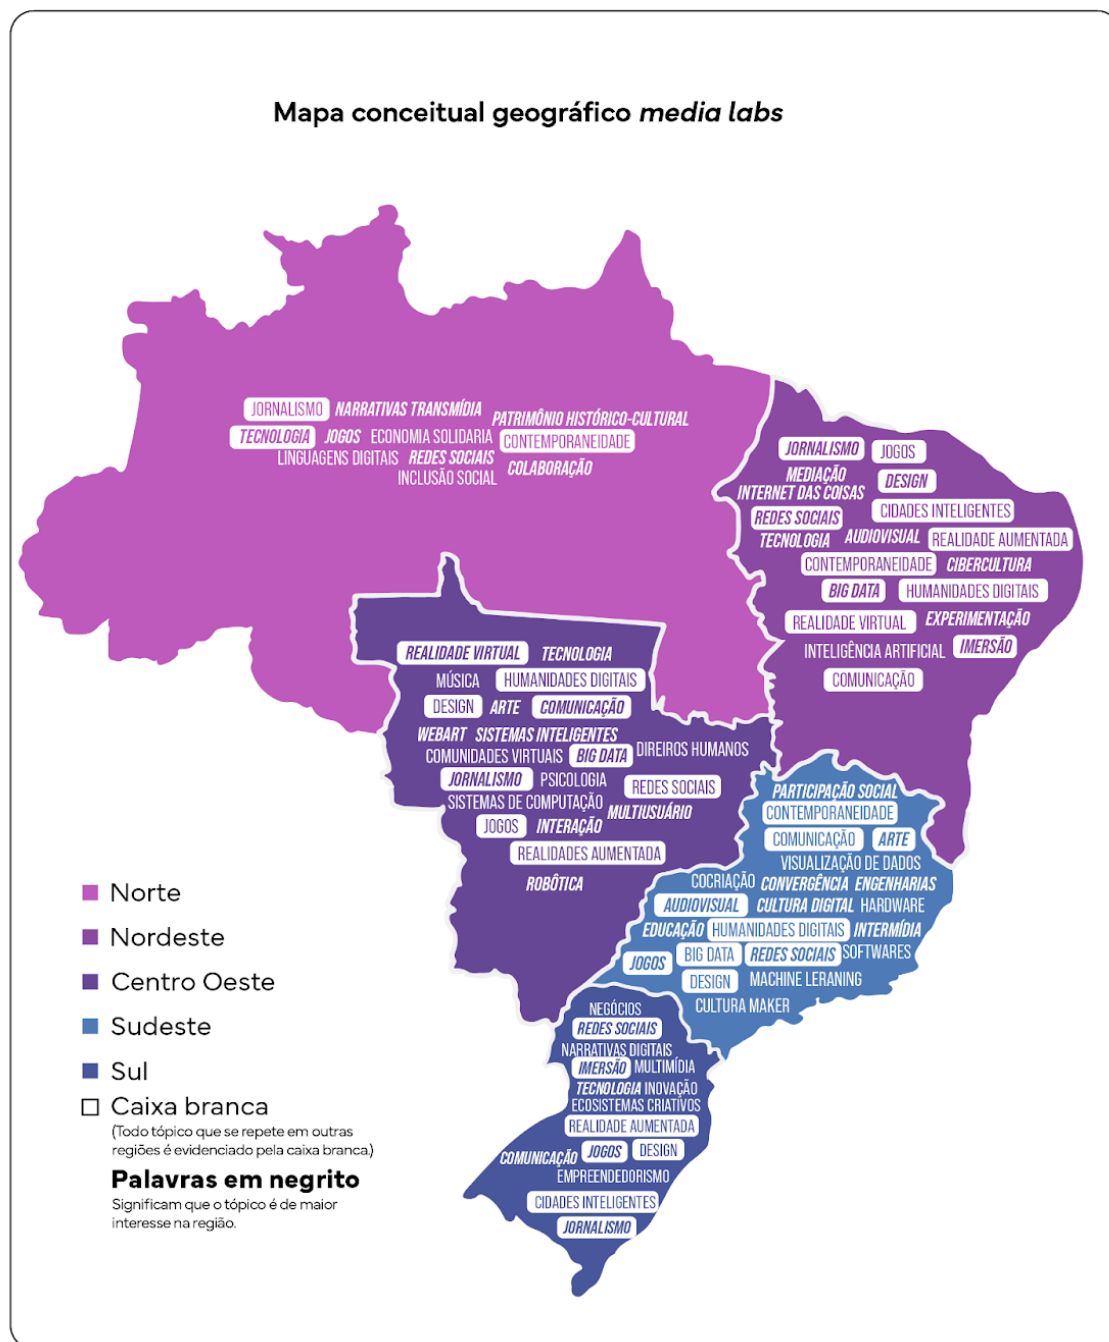 Mapa conceitual geográfico media labs
JORNALISMO NARRATIVAS TRANSMÍDIA PATRIMÔNIO HISTÓRICO-CULTURAL
TECNOLOGIA JOGOS ECONOMIA SOLIDARIA CONTEMPORANEIDADE
LINGUAGENS DIGITAIS REDES SOCIAIS COLABORAÇÃO
INCLUSÃO SOCIAL
JORNALISMO JOGOS
MEDIAÇÃO DESIGN
INTERNET DAS COISAS
REDES SOCIAIS CIDADES INTELIGENTES
TECNOLOGIA AUDIOVISUAL REALIDADE AUMENTADA
CONTEMPORANEIDADE CIBERCULTURA
BIG DATA HUMANIDADES DIGITAIS
REALIDADE VIRTUAL EXPERIMENTAÇÃO
INTELIGÊNCIA ARTIFICIAL IMERSÃO
COMUNICAÇÃO
REALIDADE VIRTUAL TECNOLOGIA
MÚSICA HUMANIDADES DIGITAIS
DESIGN ARTE COMUNICAÇÃO
WEBART SISTEMAS INTELIGENTES
COMUNIDADES VIRTUAIS BIG DATA DIREIROS HUMANOS
JORNALISMO PSICOLOGIA REDES SOCIAIS
SISTEMAS DE COMPUTAÇÃO MULTIUSUÁRIO
JOGOS INTERAÇÃO
REALIDADES AUMENTADA
ROBÓTICA
PARTICIPAÇÃO SOCIAL
CONTEMPORANEIDADE
COMUNICAÇÃO ARTE
VISUALIZAÇÃO DE DADOS
COCRIAÇÃO CONVERGÊNCIA ENGENHARIAS
AUDIOVISUAL CULTURA DIGITAL HARDWARE
EDUCAÇÃO HUMANIDADES DIGITAIS INTERMÍDIA
JOGOS BIG DATA REDES SOCIAIS SOFTWARES
DESIGN MACHINE LERANING
CULTURA MAKER
NEGÓCIOS
REDES SOCIAIS
NARRATIVAS DIGITAIS
IMERSÃO MULTIMÍDIA
TECNOLOGIA INOVAÇÃO
ECOSISTEMAS CRIATIVOS
REALIDADE AUMENTADA
COMUNICAÇÃO JOGOS DESIGN
EMPREENDEDORISMO
CIDADES INTELIGENTES
JORNALISMO
Norte
Nordeste
Centro Oeste
Sudeste
Sul
Caixa branca
(Todo tópico que se repete em outras
regiões é evidenciado pela caixa branca.)
Palavras em negrito
Significam que o tópico é de maior
interesse na região.